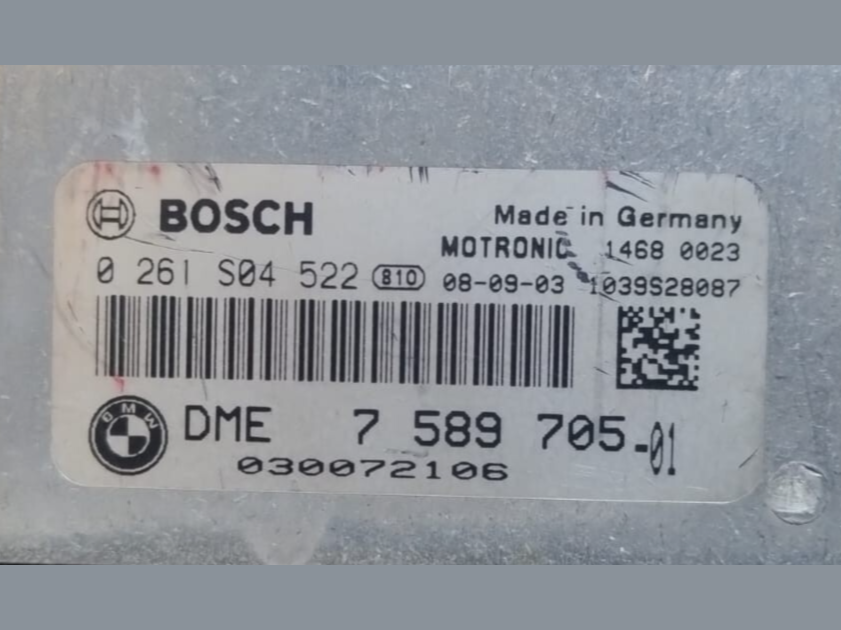 BOSCH
Made in Germany
MOTRONIC 1468 0023
0 261 S04 522 810 08-09-03 1039S28087
BMW
DME 7 589 705-01
030072106